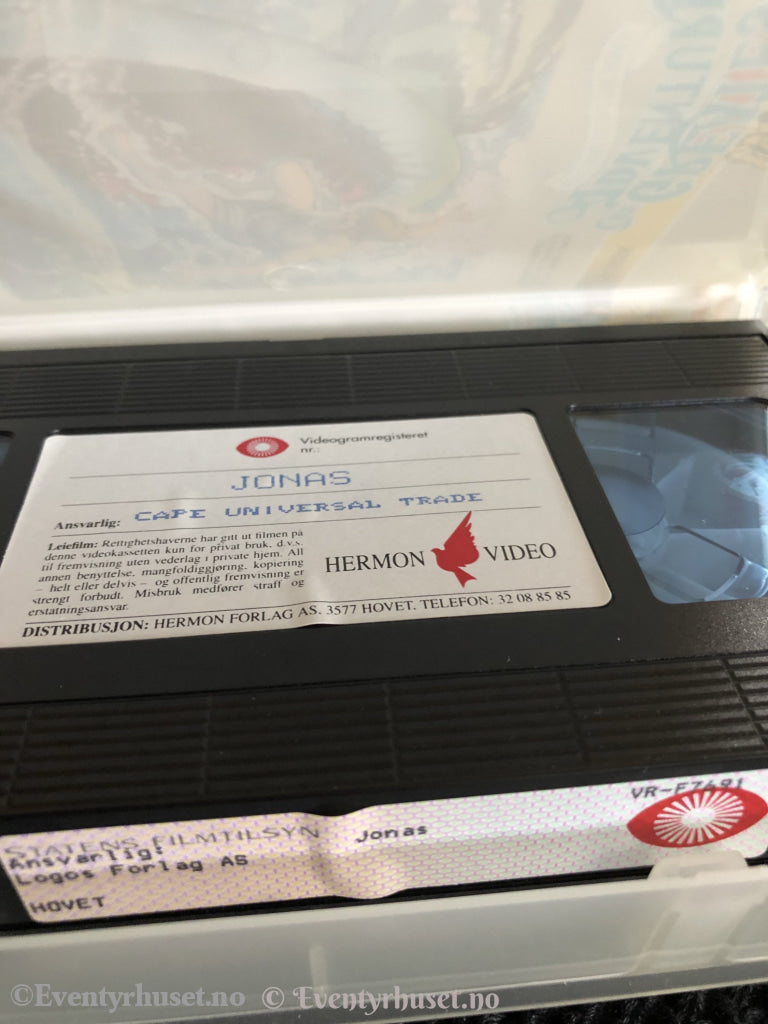 Videogramregisteret
nr.:
JONAS
Ansvarlig: CAPE UNIVERSAL TRADE
Leiefilm: Rettighetshaverne har gitt ut filmen på
denne videokassetten kun for privat bruk, d.v.s.
til fremvisning uten vederlag i private hjem. All
annen benyttelse, mangfoldiggjøring, kopiering
– helt eller delvis – og offentlig fremvisning er
strengt forbudt. Misbruk medfører straff og
erstatningsansvar.
HERMON VIDEO
DISTRIBUSJON: HERMON FORLAG AS. 3577 HOVET. TELEFON: 32 08 85 85
VR-F7691
STATENS FILMTILSYN Jonas
Ansvarlig:
Logos Forlag AS
HOVET
©Eventyrhuset.no © Eventyrhuset.no